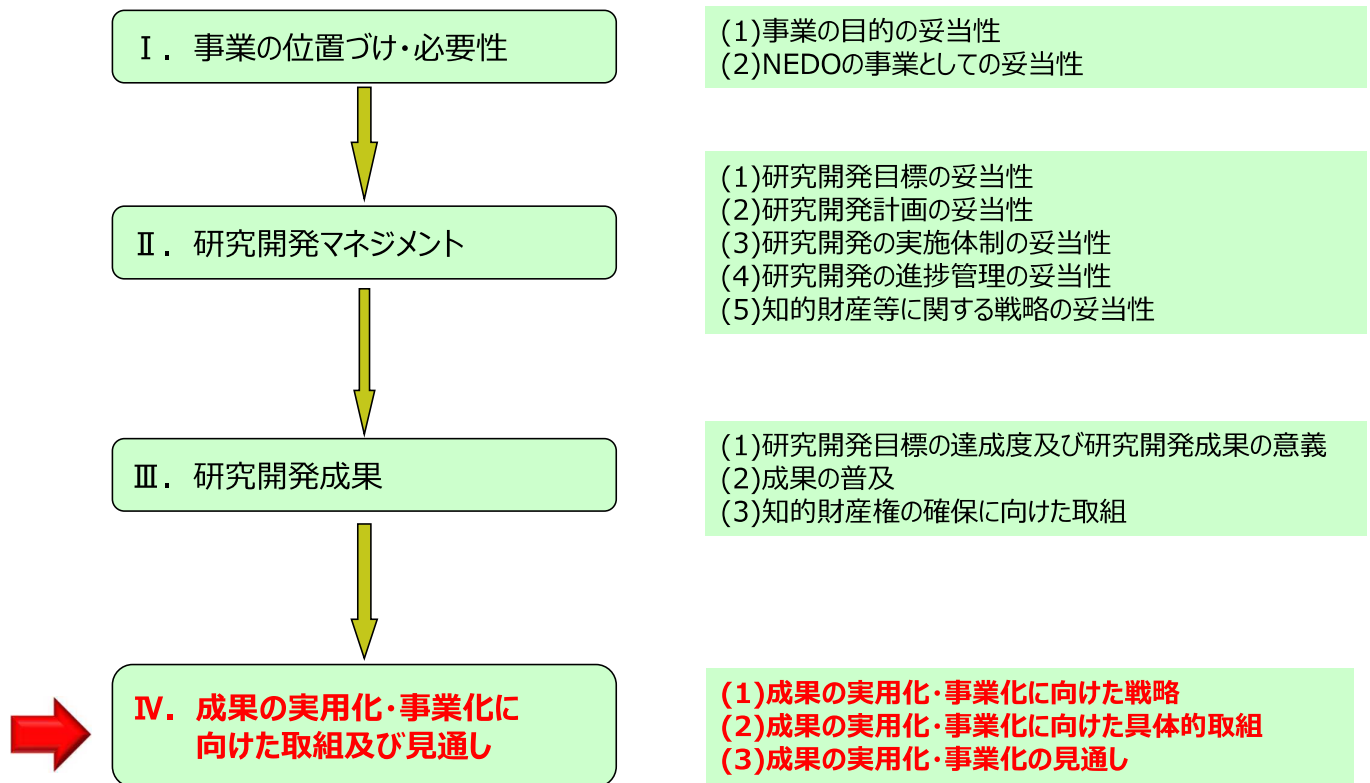 Ⅰ．事業の位置づけ・必要性
(1)事業の目的の妥当性
(2)NEDOの事業としての妥当性
Ⅱ．研究開発マネジメント
(1)研究開発目標の妥当性
(2)研究開発計画の妥当性
(3)研究開発の実施体制の妥当性
(4)研究開発の進捗管理の妥当性
(5)知的財産等に関する戦略の妥当性
Ⅲ．研究開発成果
(1)研究開発目標の達成度及び研究開発成果の意義
(2)成果の普及
(3)知的財産権の確保に向けた取組
Ⅳ．成果の実用化・事業化に
向けた取組及び見通し
(1)成果の実用化・事業化に向けた戦略
(2)成果の実用化・事業化に向けた具体的取組
(3)成果の実用化・事業化の見通し